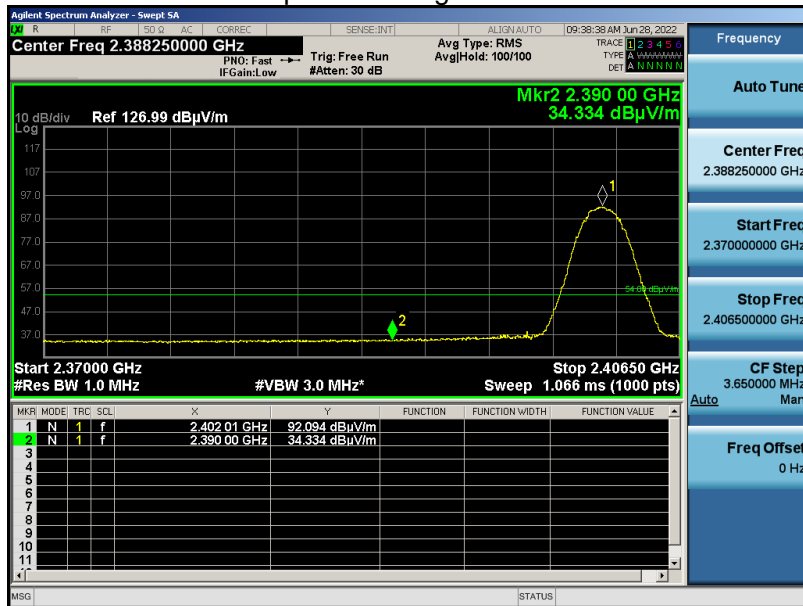 Agilent Spectrum Analyzer - Swept SA
LXI R RF 50 Ω AC CORREC SENSE:INT ALIGN AUTO 09:38:38 AM Jun 28, 2022
Center Freq 2.388250000 GHz
PNO: Fast
IFGain:Low
Trig: Free Run
#Atten: 30 dB
Avg Type: RMS
Avg|Hold: 100/100
TRACE 1 2 3 4 5 6
TYPE A WWWWW
DET A N N N N N
Frequency
Mkr2 2.390 00 GHz
34.334 dBµV/m
10 dB/div Ref 126.99 dBµV/m
Log
117
107
97.0
87.0
77.0
67.0
57.0
47.0
37.0
1
2
54.00 dBµV/m
Start 2.37000 GHz Stop 2.40650 GHz
#Res BW 1.0 MHz #VBW 3.0 MHz* Sweep 1.066 ms (1000 pts)
MKR MODE TRC SCL X Y FUNCTION FUNCTION WIDTH FUNCTION VALUE
1 N 1 f 2.402 01 GHz 92.094 dBµV/m
2 N 1 f 2.390 00 GHz 34.334 dBµV/m
3
4
5
6
7
8
9
10
11
MSG STATUS
Auto Tune
Center Freq
2.388250000 GHz
Start Freq
2.370000000 GHz
Stop Freq
2.406500000 GHz
CF Step
3.650000 MHz
Auto Man
Freq Offset
0 Hz